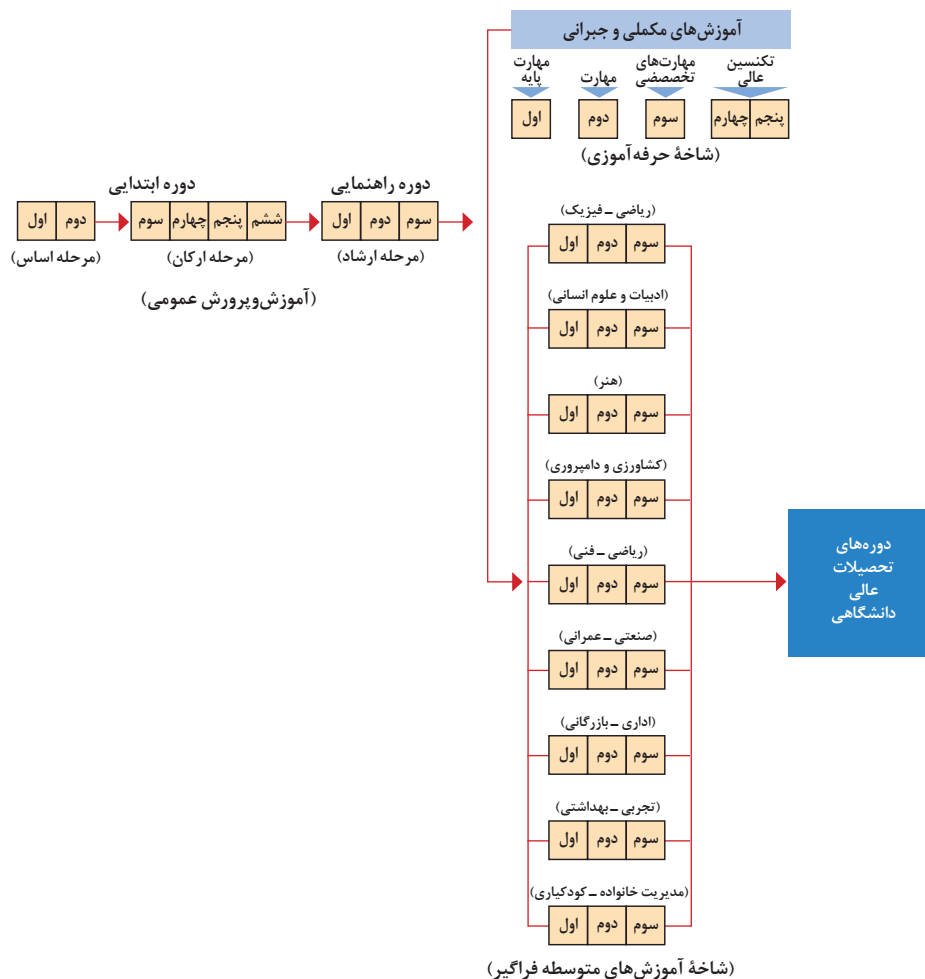 آموزش‌های مکملی و جبرانی
مهارت پایه
مهارت
مهارت‌های تخصصضی
تکنسین عالی
اول
دوم
سوم
چهارم پنجم
(شاخهٔ حرفه‌آموزی)
دوره ابتدایی
دوره راهنمایی
اول دوم
سوم چهارم پنجم ششم
اول دوم سوم
(مرحله اساس)
(مرحله ارکان)
(مرحله ارشاد)
(آموزش‌وپرورش عمومی)
(ریاضی – فیزیک)
اول دوم سوم
(ادبیات و علوم انسانی)
اول دوم سوم
(هنر)
اول دوم سوم
(کشاورزی و دامپروری)
اول دوم سوم
(ریاضی – فنی)
اول دوم سوم
(صنعتی – عمرانی)
اول دوم سوم
(اداری – بازرگانی)
اول دوم سوم
(تجربی – بهداشتی)
اول دوم سوم
(مدیریت خانواده – کودکیاری)
اول دوم سوم
(شاخهٔ آموزش‌های متوسطه فراگیر)
دوره‌های
تحصیلات
عالی
دانشگاهی